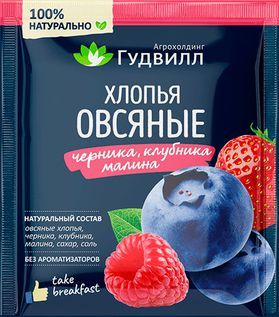 100%
НАТУРАЛЬНО
Агрохолдинг
Гудвилл
ХЛОПЬЯ
ОВСЯНЫЕ
черника, клубника
малина
НАТУРАЛЬНЫЙ СОСТАВ
овсяные хлопья,
черника, клубника,
малина, сахар, соль
БЕЗ АРОМАТИЗАТОРОВ
take
breakfast